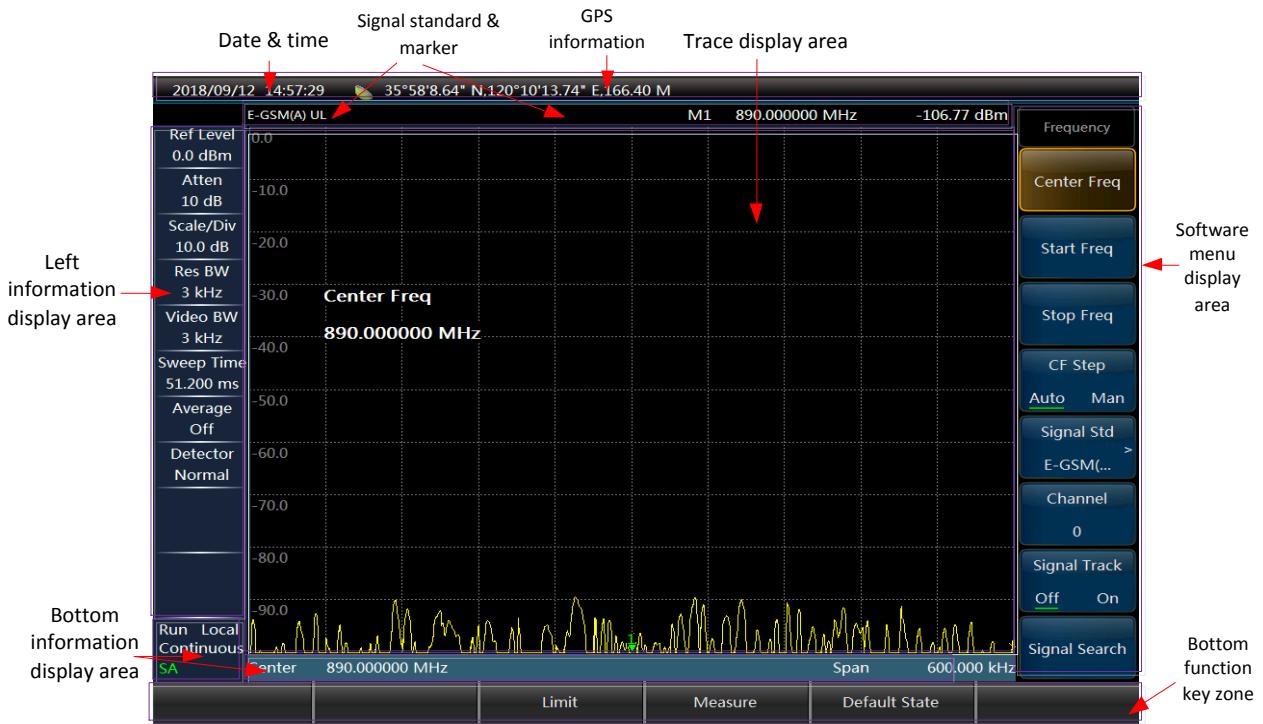 Date & time
Signal standard &
marker
GPS
information
Trace display area
2018/09/12 14:57:29
35°58'8.64" N,120°10'13.74" E,166.40 M
E-GSM(A) UL
M1 890.000000 MHz -106.77 dBm
Left
information
display area
Ref Level
0.0 dBm
Atten
10 dB
Scale/Div
10.0 dB
Res BW
3 kHz
Video BW
3 kHz
Sweep Time
51.200 ms
Average
Off
Detector
Normal
0.0
-10.0
-20.0
-30.0
-40.0
-50.0
-60.0
-70.0
-80.0
-90.0
Center Freq
890.000000 MHz
1
Frequency
Center Freq
Start Freq
Stop Freq
CF Step
Auto Man
Signal Std
>
E-GSM(...
Channel
0
Signal Track
Off On
Signal Search
Software
menu
display
area
Bottom
information
display area
Run Local
Continuous
SA
Center 890.000000 MHz
Span 600.000 kHz
Limit
Measure
Default State
Bottom
function
key zone